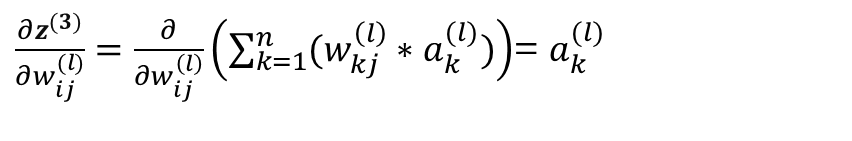 ∂z^(3)/∂w_ij^(l) = ∂/∂w_ij^(l) (∑_{k=1}^{n}(w_kj^(l) * a_k^(l))) = a_k^(l)